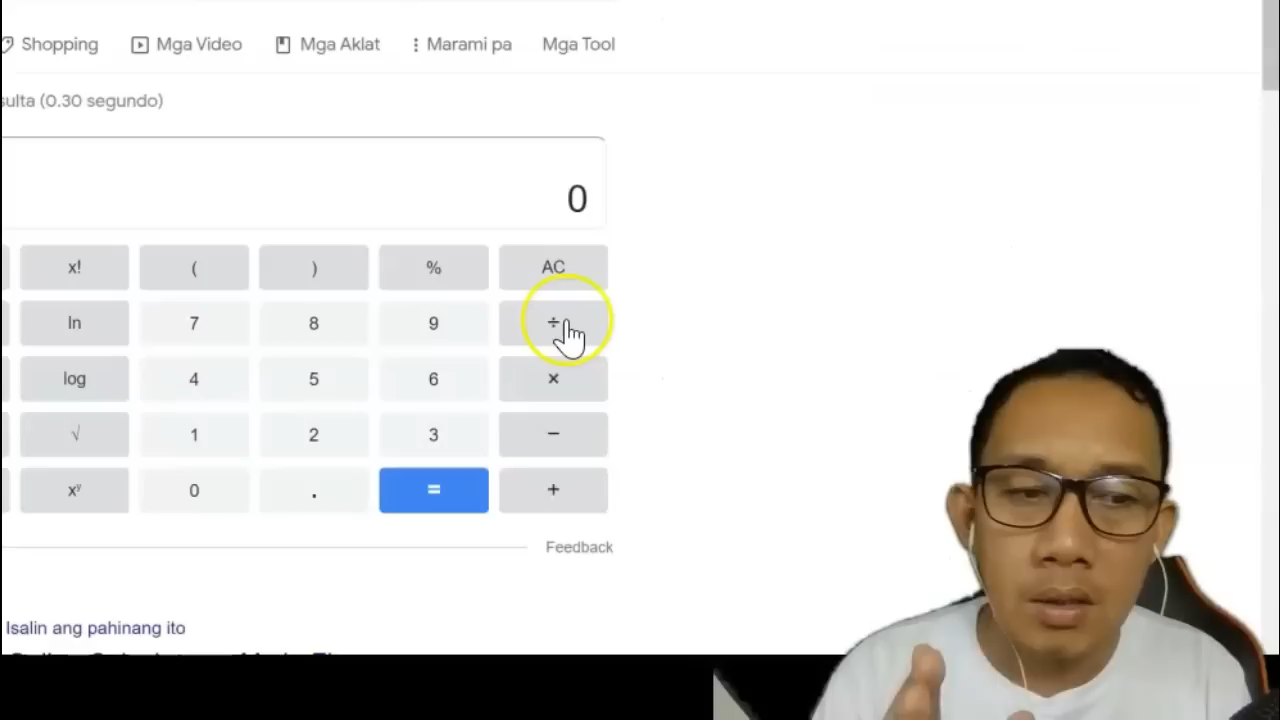 Shopping Mga Video Mga Aklat Marami pa Mga Tool
sulta (0.30 segundo)
0
x! ( ) % AC
ln 7 8 9 ÷
log 4 5 6 ×
√ 1 2 3 −
xʸ 0 . = +
Feedback
Isalin ang pahinang ito